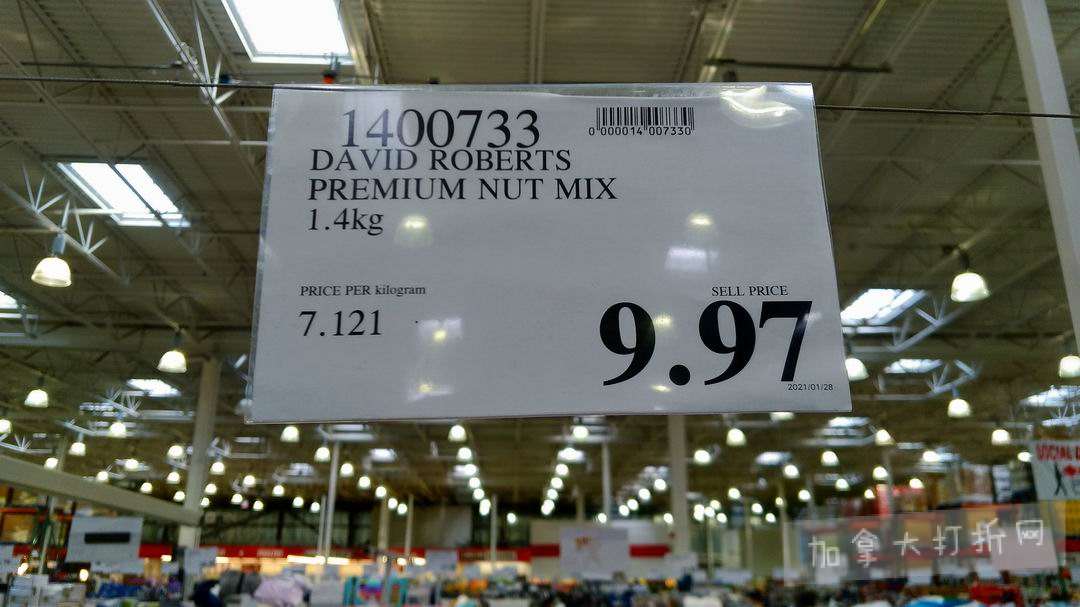 1400733
0 000014 007330
DAVID ROBERTS
PREMIUM NUT MIX
1.4kg
PRICE PER kilogram
7.121
SELL PRICE
9.97
2021/01/28
加拿大打折网